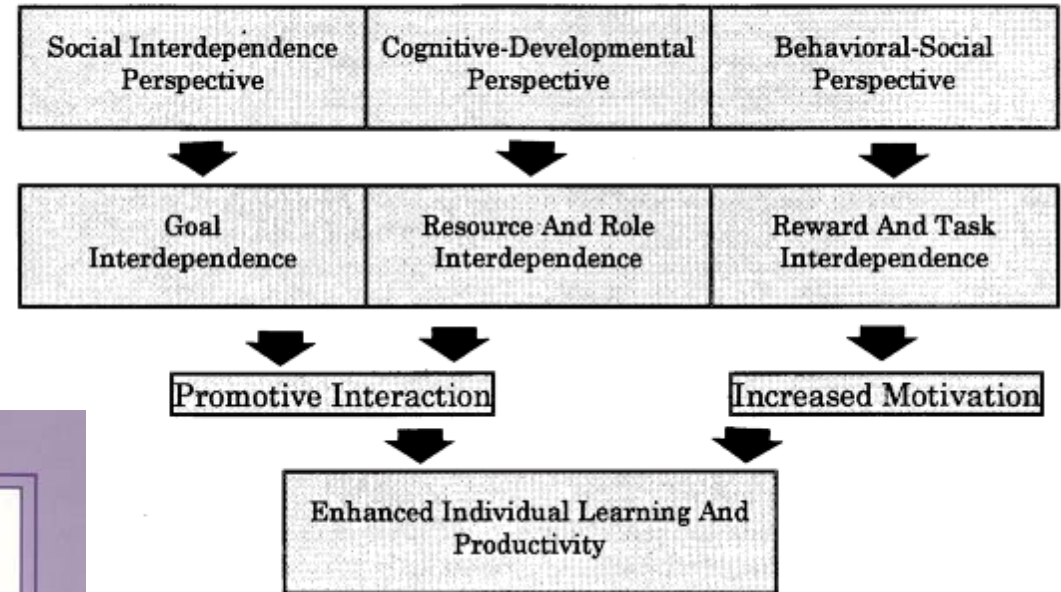 Social Interdependence
Perspective
Cognitive-Developmental
Perspective
Behavioral-Social
Perspective
Goal
Interdependence
Resource And Role
Interdependence
Reward And Task
Interdependence
Promotive Interaction
Increased Motivation
Enhanced Individual Learning And
Productivity